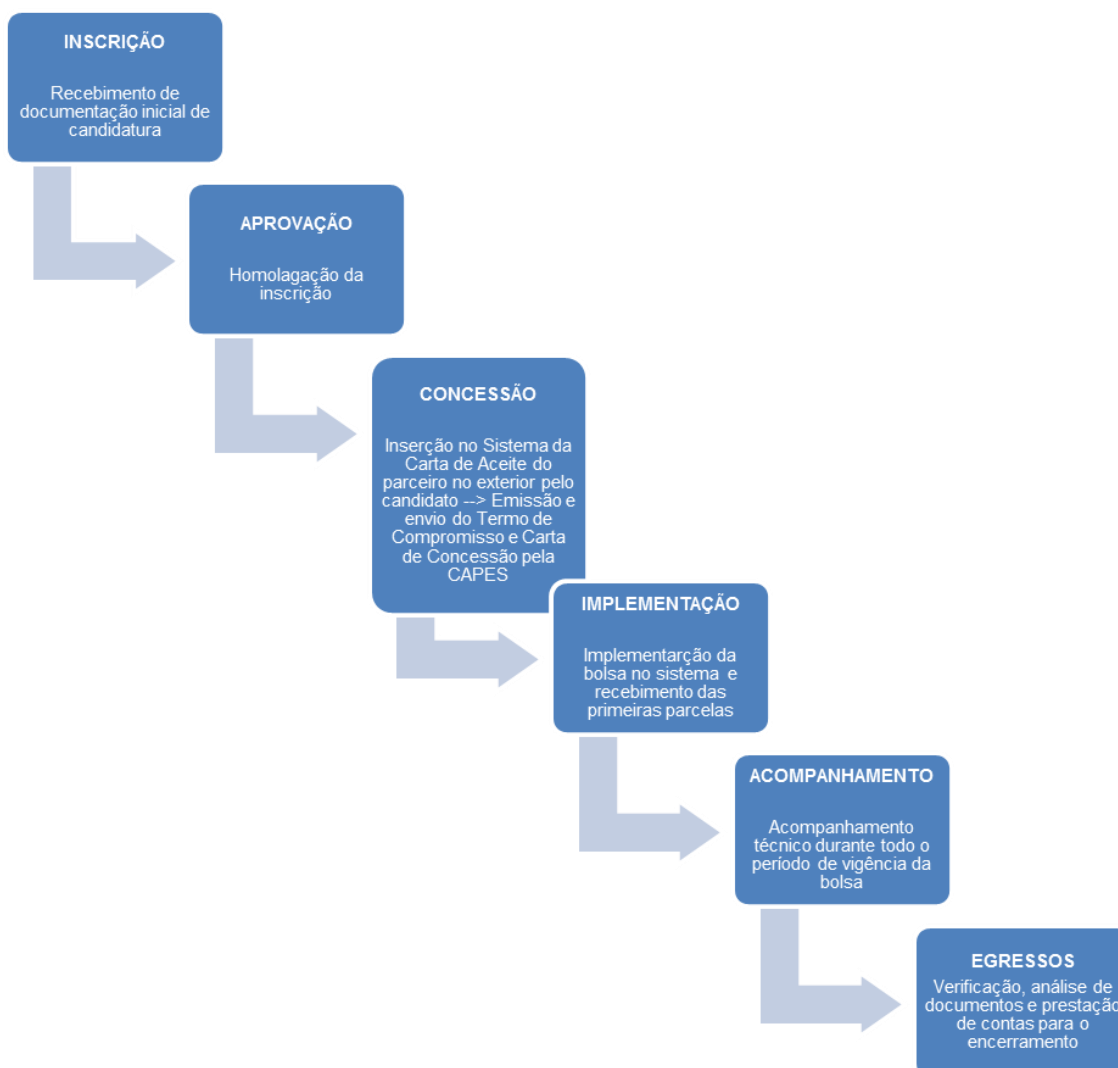 INSCRIÇÃO
Recebimento de
documentação inicial de
candidatura
APROVAÇÃO
Homolagação da
inscrição
CONCESSÃO
Inserção no Sistema da
Carta de Aceite do
parceiro no exterior pelo
candidato --> Emissão e
envio do Termo de
Compromisso e Carta
de Concessão pela
CAPES
IMPLEMENTAÇÃO
Implementarção da
bolsa no sistema e
recebimento das
primeiras parcelas
ACOMPANHAMENTO
Acompanhamento
técnico durante todo o
período de vigência da
bolsa
EGRESSOS
Verificação, análise de
documentos e prestação
de contas para o
encerramento